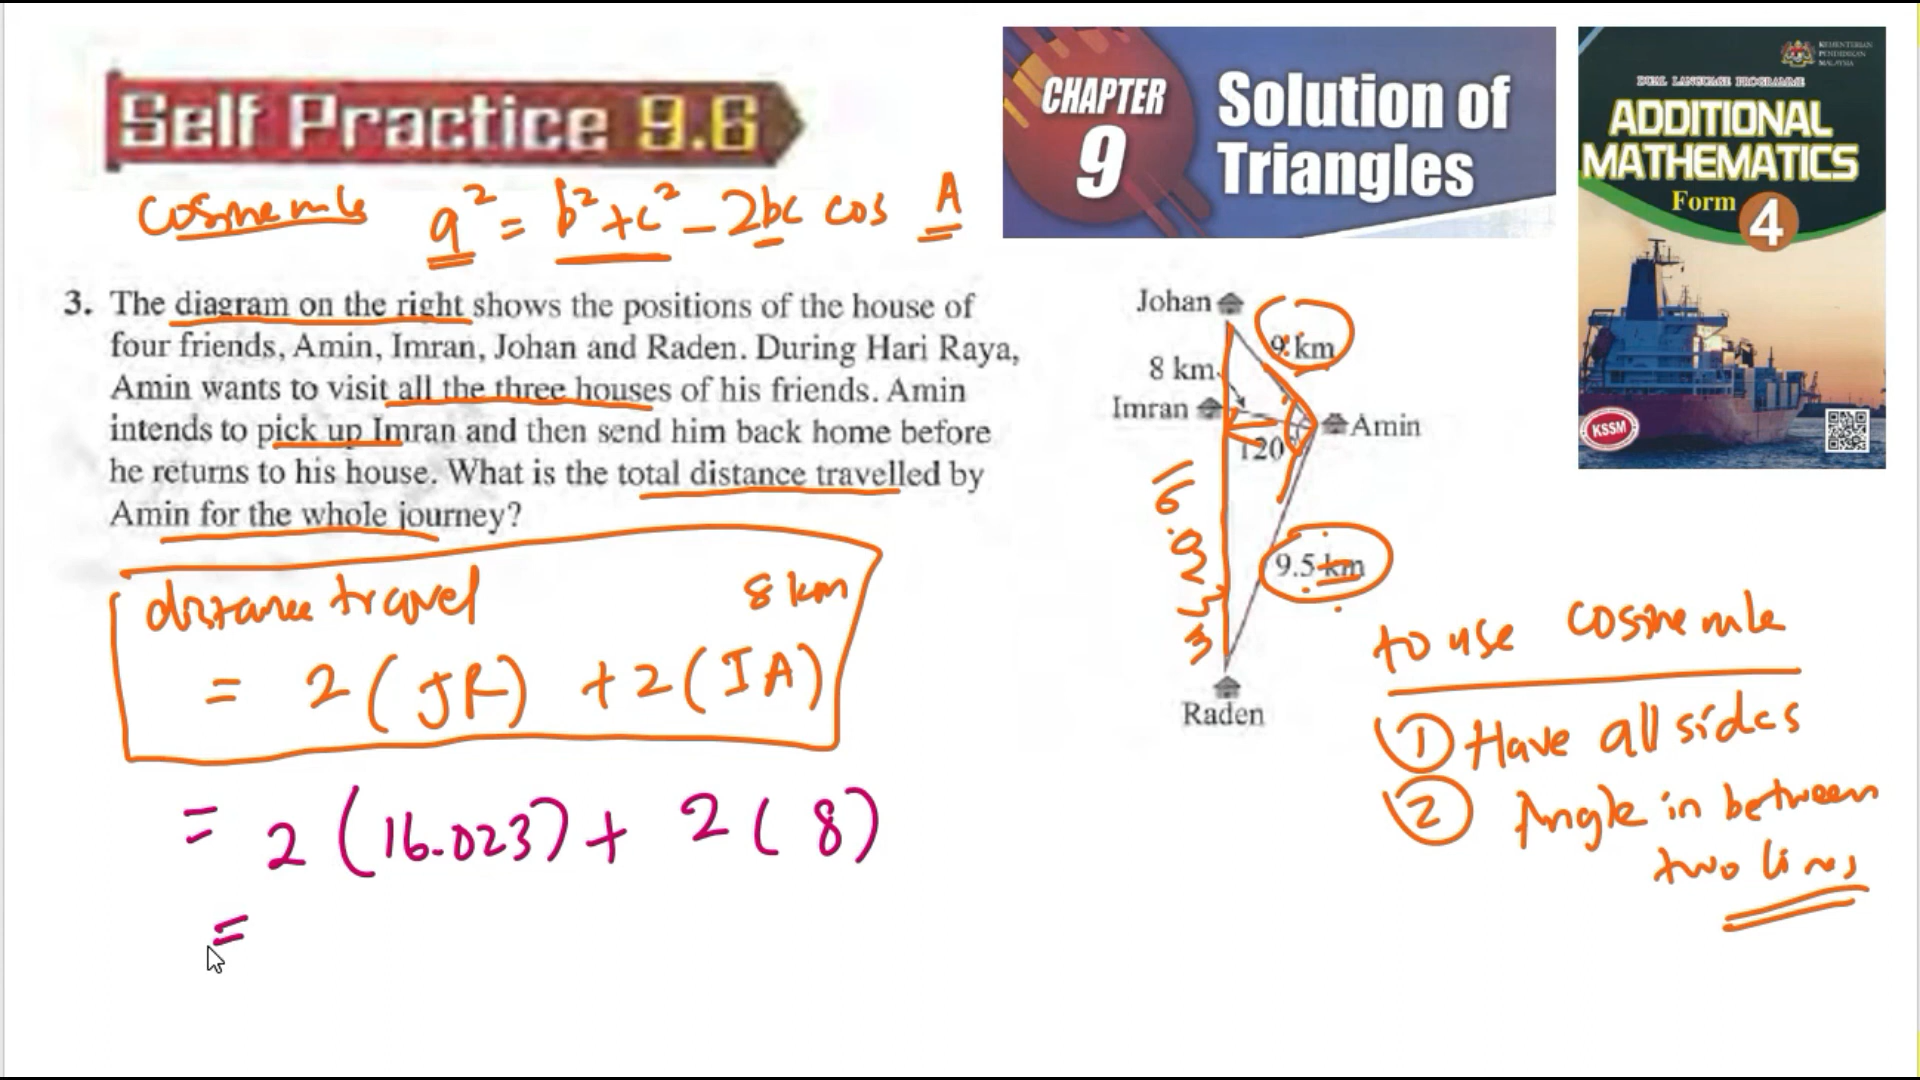 Self Practice 9.6
CHAPTER
9
Solution of
Triangles
KEMENTERIAN
PENDIDIKAN
MALAYSIA
DUAL LANGUAGE PROGRAMME
ADDITIONAL
MATHEMATICS
Form 4
KSSM
cosine rule a² = b² + c² - 2bc cos A
3. The diagram on the right shows the positions of the house of
four friends, Amin, Imran, Johan and Raden. During Hari Raya,
Amin wants to visit all the three houses of his friends. Amin
intends to pick up Imran and then send him back home before
he returns to his house. What is the total distance travelled by
Amin for the whole journey?
Johan
9 km
8 km
Imran
Amin
120
9.5 km
Raden
distance travel 8 km
= 2(JR) + 2(IA)
= 2(16.023) + 2(8)
=
to use cosine rule
1 Have all sides
2 Angle in between
two lines